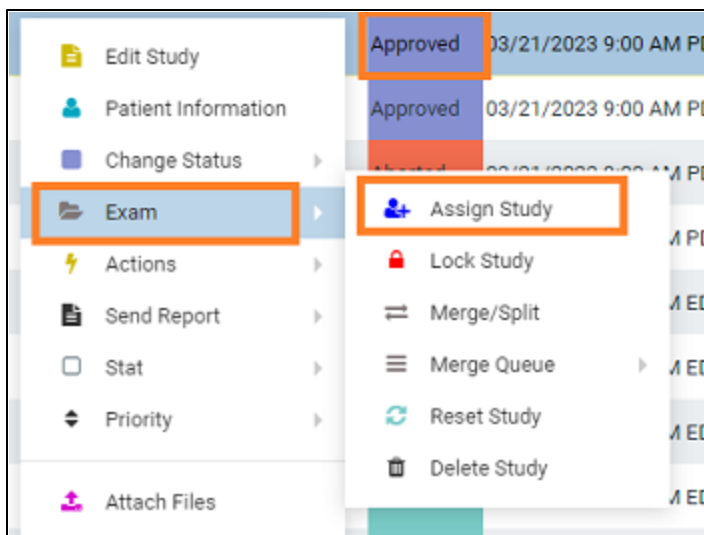 Edit Study
Patient Information
Change Status
Exam
Actions
Send Report
Stat
Priority
Attach Files
Approved 03/21/2023 9:00 AM
Approved 03/21/2023 9:00 AM
Assign Study
Lock Study
Merge/Split
Merge Queue
Reset Study
Delete Study